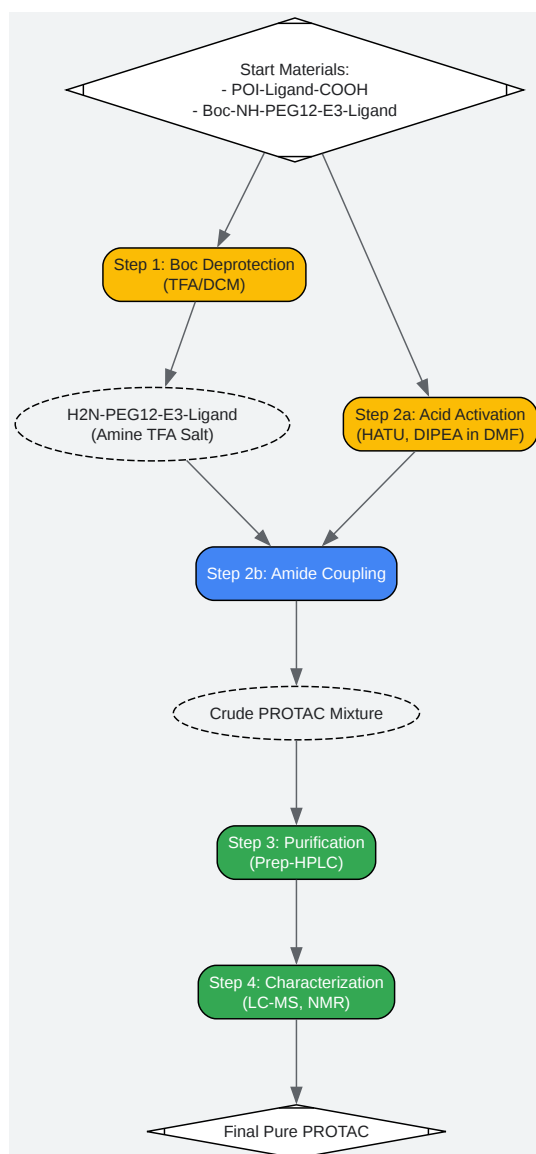 Start Materials:
- POI-Ligand-COOH
- Boc-NH-PEG12-E3-Ligand
Step 1: Boc Deprotection
(TFA/DCM)
H2N-PEG12-E3-Ligand
(Amine TFA Salt)
Step 2a: Acid Activation
(HATU, DIPEA in DMF)
Step 2b: Amide Coupling
Crude PROTAC Mixture
Step 3: Purification
(Prep-HPLC)
Step 4: Characterization
(LC-MS, NMR)
Final Pure PROTAC